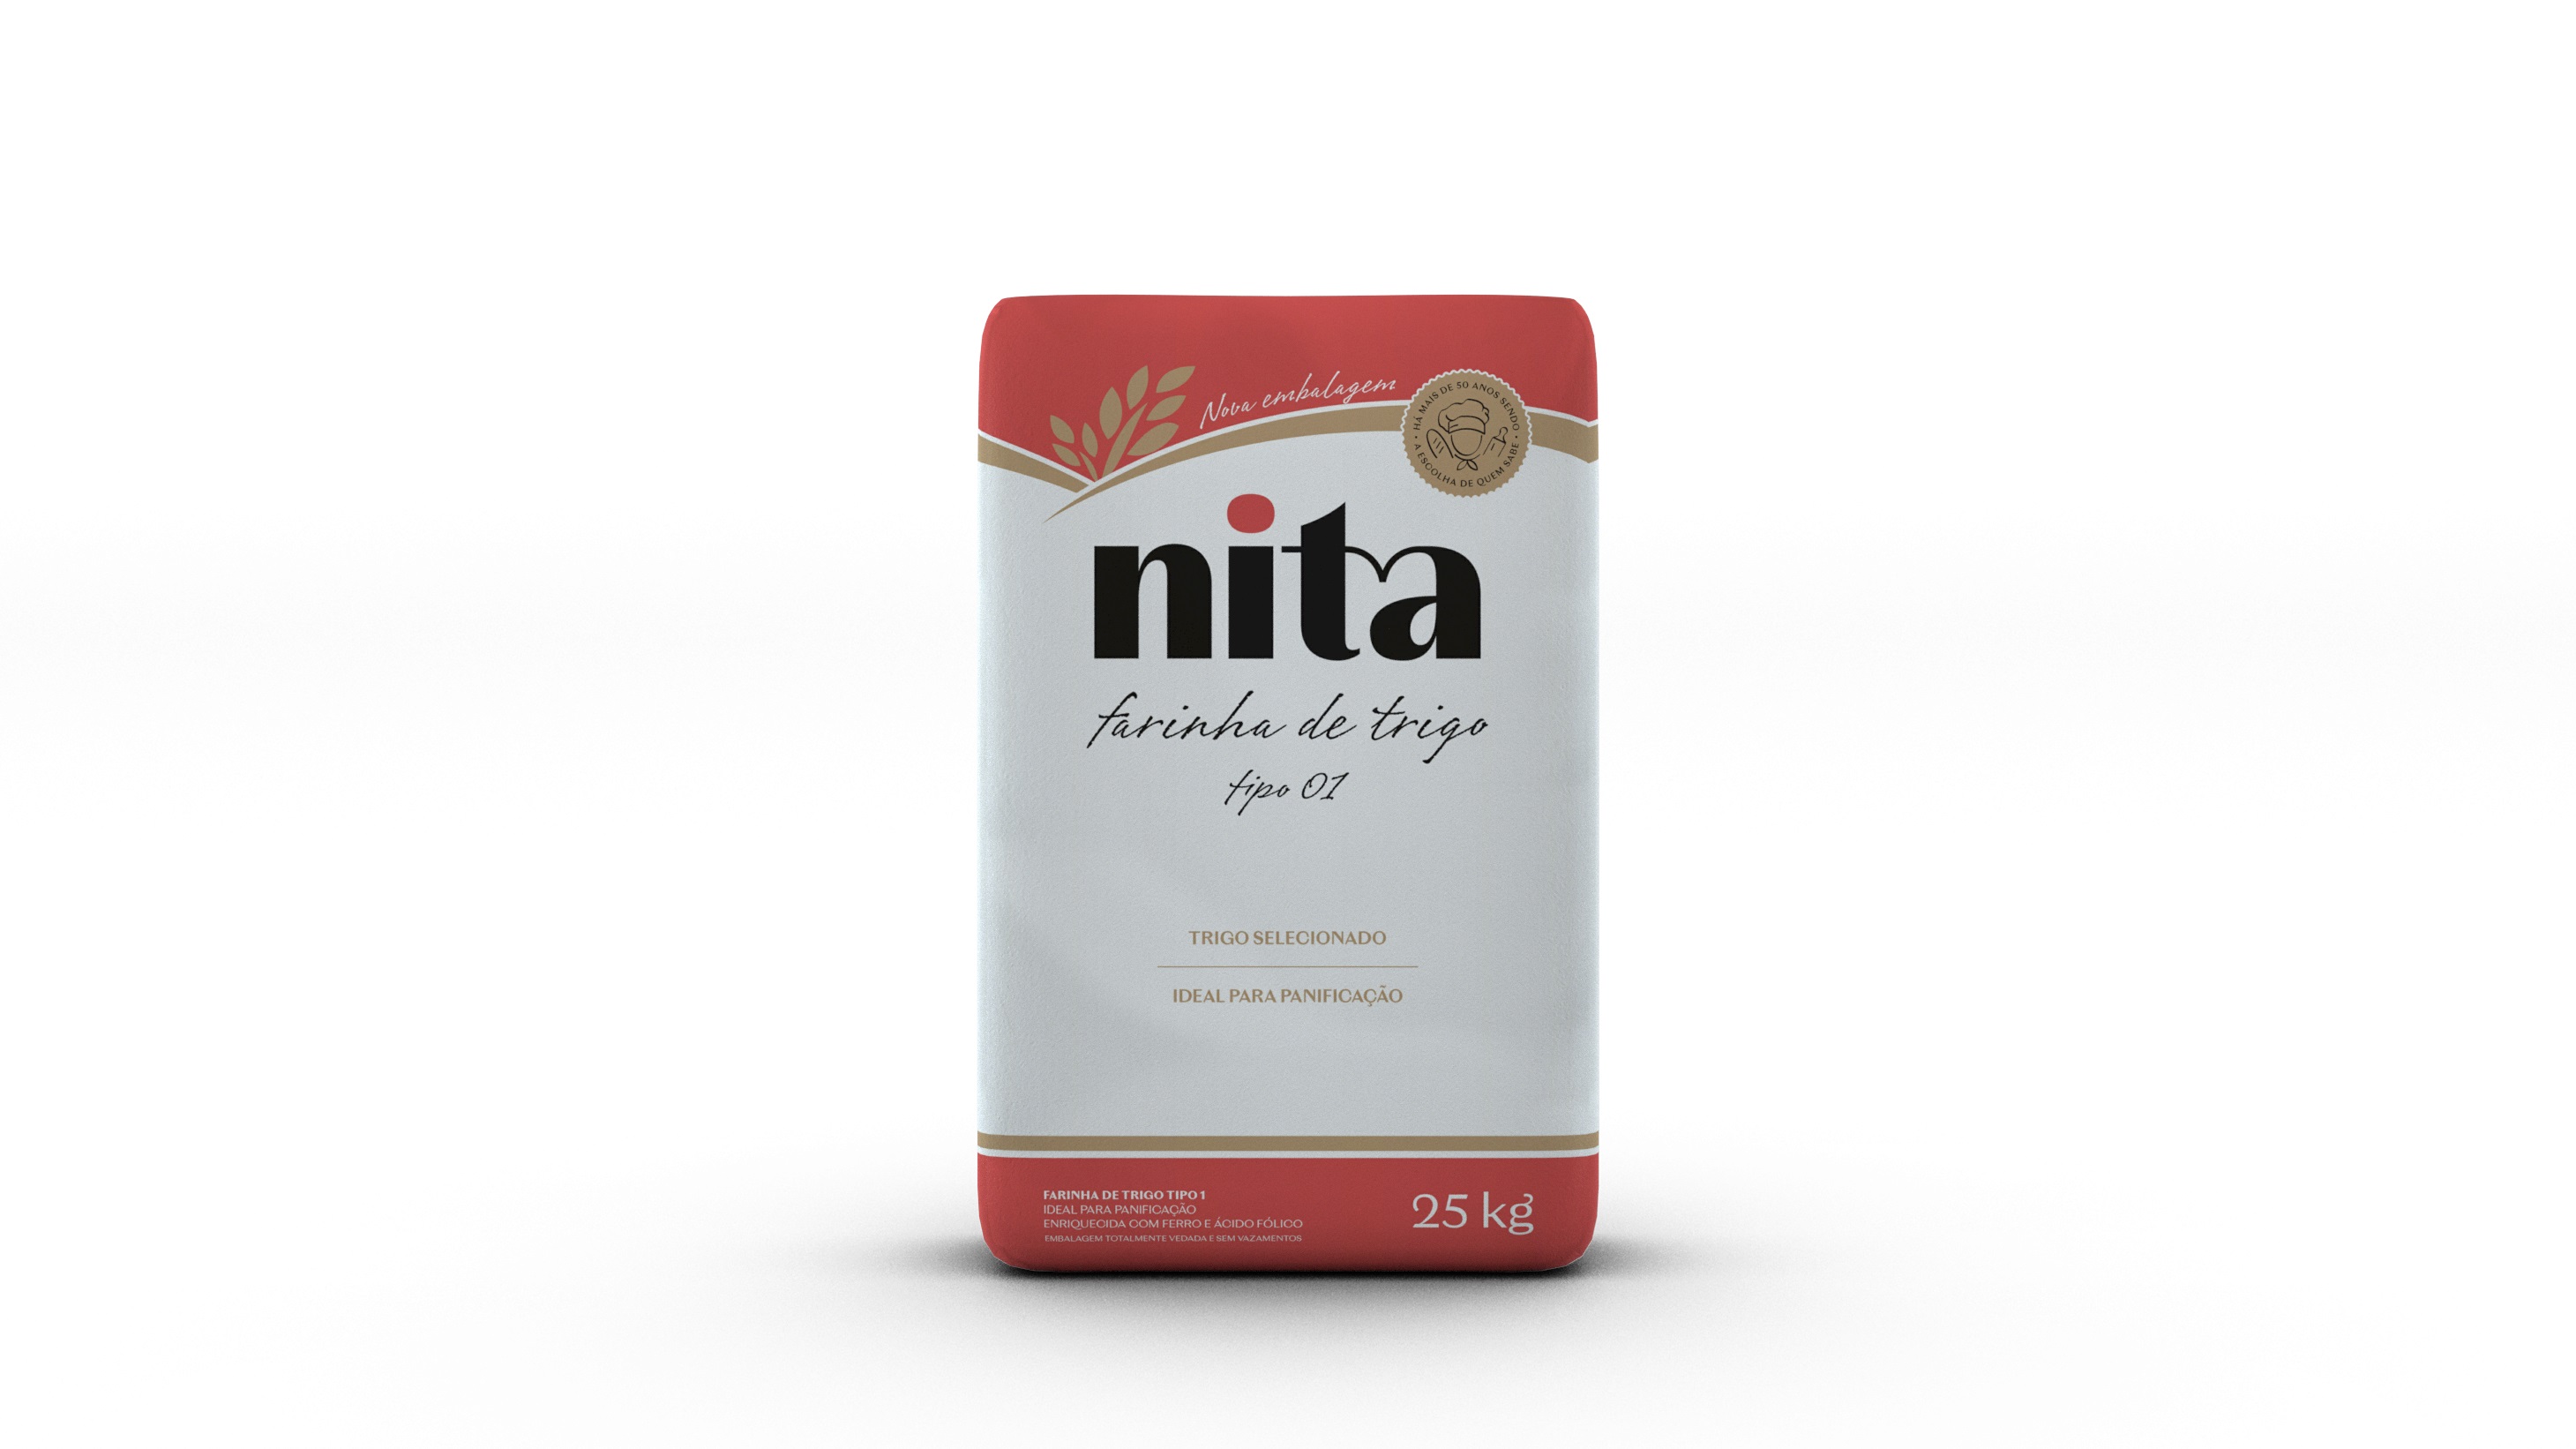 Nova embalagem
HÁ MAIS DE 50 ANOS SENDO
A ESCOLHA DE QUEM SABE
nita
farinha de trigo
tipo 01
TRIGO SELECIONADO
IDEAL PARA PANIFICAÇÃO
FARINHA DE TRIGO TIPO 1
IDEAL PARA PANIFICAÇÃO
ENRIQUECIDA COM FERRO E ÁCIDO FÓLICO
EMBALAGEM TOTALMENTE VEDADA E SEM VAZAMENTOS
25 kg